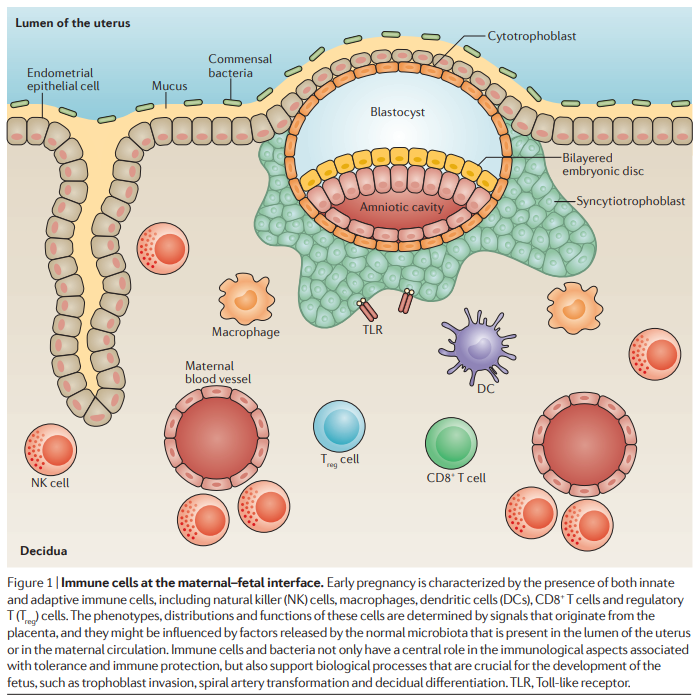 Lumen of the uterus
Cytotrophoblast
Commensal
bacteria
Endometrial
epithelial cell
Mucus
Blastocyst
Bilayered
embryonic disc
Amniotic cavity
Syncytiotrophoblast
Macrophage
TLR
DC
Maternal
blood vessel
Treg cell
CD8+ T cell
NK cell
Decidua
Figure 1 | Immune cells at the maternal–fetal interface. Early pregnancy is characterized by the presence of both innate
and adaptive immune cells, including natural killer (NK) cells, macrophages, dendritic cells (DCs), CD8+ T cells and regulatory
T (Treg) cells. The phenotypes, distributions and functions of these cells are determined by signals that originate from the
placenta, and they might be influenced by factors released by the normal microbiota that is present in the lumen of the uterus
or in the maternal circulation. Immune cells and bacteria not only have a central role in the immunological aspects associated
with tolerance and immune protection, but also support biological processes that are crucial for the development of the
fetus, such as trophoblast invasion, spiral artery transformation and decidual differentiation. TLR, Toll-like receptor.